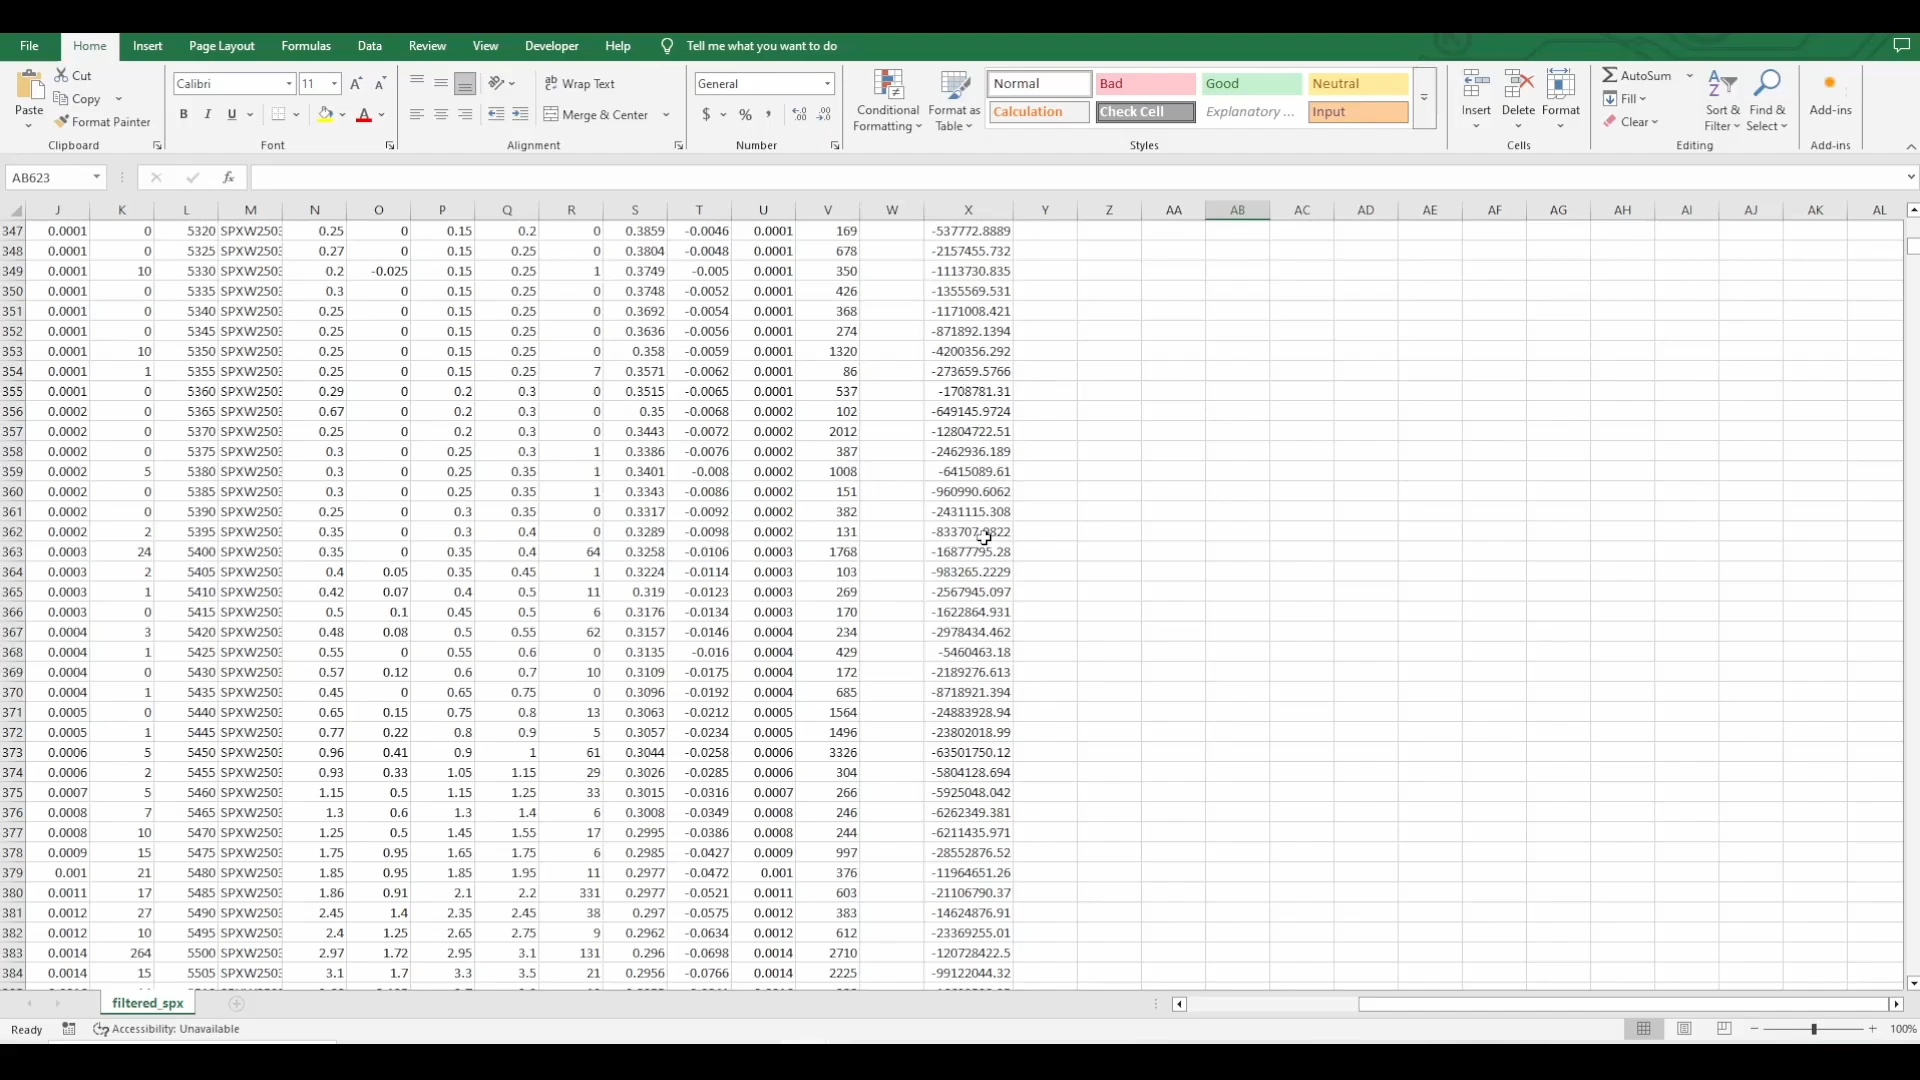 File Home Insert Page Layout Formulas Data Review View Developer Help Tell me what you want to do
Paste Cut Copy Format Painter Clipboard
Calibri 11 A A B I U A Font
Wrap Text Merge & Center Alignment
General $ % , Number
Conditional Formatting Format as Table
Normal Bad Good Neutral
Calculation Check Cell Explanatory ... Input
Styles
Insert Delete Format Cells
AutoSum Fill Clear Sort & Filter Find & Select Editing
Add-ins Add-ins
AB623 fx
J K L M N O P Q R S T U V W X Y Z AA AB AC AD AE AF AG AH AI AJ AK AL
347 0.0001 0 5320 SPXW2503 0.25 0 0.15 0.2 0 0.3859 -0.0046 0.0001 169 -537772.8889
348 0.0001 0 5325 SPXW2503 0.27 0 0.15 0.25 0 0.3804 -0.0048 0.0001 678 -2157455.732
349 0.0001 10 5330 SPXW2503 0.2 -0.025 0.15 0.25 1 0.3749 -0.005 0.0001 350 -1113730.835
350 0.0001 0 5335 SPXW2503 0.3 0 0.15 0.25 0 0.3748 -0.0052 0.0001 426 -1355569.531
351 0.0001 0 5340 SPXW2503 0.25 0 0.15 0.25 0 0.3692 -0.0054 0.0001 368 -1171008.421
352 0.0001 0 5345 SPXW2503 0.25 0 0.15 0.25 0 0.3636 -0.0056 0.0001 274 -871892.1394
353 0.0001 10 5350 SPXW2503 0.25 0 0.15 0.25 0 0.358 -0.0059 0.0001 1320 -4200356.292
354 0.0001 1 5355 SPXW2503 0.25 0 0.15 0.25 7 0.3571 -0.0062 0.0001 86 -273659.5766
355 0.0001 0 5360 SPXW2503 0.29 0 0.2 0.3 0 0.3515 -0.0065 0.0001 537 -1708781.31
356 0.0002 0 5365 SPXW2503 0.67 0 0.2 0.3 0 0.35 -0.0068 0.0002 102 -649145.9724
357 0.0002 0 5370 SPXW2503 0.25 0 0.2 0.3 0 0.3443 -0.0072 0.0002 2012 -12804722.51
358 0.0002 0 5375 SPXW2503 0.3 0 0.25 0.3 1 0.3386 -0.0076 0.0002 387 -2462936.189
359 0.0002 5 5380 SPXW2503 0.3 0 0.25 0.35 1 0.3401 -0.008 0.0002 1008 -6415089.61
360 0.0002 0 5385 SPXW2503 0.3 0 0.25 0.35 1 0.3343 -0.0086 0.0002 151 -960990.6062
361 0.0002 0 5390 SPXW2503 0.25 0 0.3 0.35 0 0.3317 -0.0092 0.0002 382 -2431115.308
362 0.0002 2 5395 SPXW2503 0.35 0 0.3 0.4 0 0.3289 -0.0098 0.0002 131
363 0.0003 24 5400 SPXW2503 0.35 0 0.35 0.4 64 0.3258 -0.0106 0.0003 1768 -16877795.28
364 0.0003 2 5405 SPXW2503 0.4 0.05 0.35 0.45 1 0.3224 -0.0114 0.0003 103 -983265.2229
365 0.0003 1 5410 SPXW2503 0.42 0.07 0.4 0.5 11 0.319 -0.0123 0.0003 269 -2567945.097
366 0.0003 0 5415 SPXW2503 0.5 0.1 0.45 0.5 6 0.3176 -0.0134 0.0003 170 -1622864.931
367 0.0004 3 5420 SPXW2503 0.48 0.08 0.5 0.55 62 0.3157 -0.0146 0.0004 234 -2978434.462
368 0.0004 1 5425 SPXW2503 0.55 0 0.55 0.6 0 0.3135 -0.016 0.0004 429 -5460463.18
369 0.0004 0 5430 SPXW2503 0.57 0.12 0.6 0.7 10 0.3109 -0.0175 0.0004 172 -2189276.613
370 0.0004 1 5435 SPXW2503 0.45 0 0.65 0.75 0 0.3096 -0.0192 0.0004 685 -8718921.394
371 0.0005 0 5440 SPXW2503 0.65 0.15 0.75 0.8 13 0.3063 -0.0212 0.0005 1564 -24883928.94
372 0.0005 1 5445 SPXW2503 0.77 0.22 0.8 0.9 5 0.3057 -0.0234 0.0005 1496 -23802018.99
373 0.0006 5 5450 SPXW2503 0.96 0.41 0.9 1 61 0.3044 -0.0258 0.0006 3326 -63501750.12
374 0.0006 2 5455 SPXW2503 0.93 0.33 1.05 1.15 29 0.3026 -0.0285 0.0006 304 -5804128.694
375 0.0007 5 5460 SPXW2503 1.15 0.5 1.15 1.25 33 0.3015 -0.0316 0.0007 266 -5925048.042
376 0.0008 7 5465 SPXW2503 1.3 0.6 1.3 1.4 6 0.3008 -0.0349 0.0008 246 -6262349.381
377 0.0008 10 5470 SPXW2503 1.25 0.5 1.45 1.55 17 0.2995 -0.0386 0.0008 244 -6211435.971
378 0.0009 15 5475 SPXW2503 1.75 0.95 1.65 1.75 6 0.2985 -0.0427 0.0009 997 -28552876.52
379 0.001 21 5480 SPXW2503 1.85 0.95 1.85 1.95 11 0.2977 -0.0472 0.001 376 -11964651.26
380 0.0011 17 5485 SPXW2503 1.86 0.91 2.1 2.2 331 0.2977 -0.0521 0.0011 603 -21106790.37
381 0.0012 27 5490 SPXW2503 2.45 1.4 2.35 2.45 38 0.297 -0.0575 0.0012 383 -14624876.91
382 0.0012 10 5495 SPXW2503 2.4 1.25 2.65 2.75 9 0.2962 -0.0634 0.0012 612 -23369255.01
383 0.0014 264 5500 SPXW2503 2.97 1.72 2.95 3.1 131 0.296 -0.0698 0.0014 2710 -120728422.5
384 0.0014 15 5505 SPXW2503 3.1 1.7 3.3 3.5 21 0.2956 -0.0766 0.0014 2225 -99122044.32
filtered_spx
Ready Accessibility: Unavailable 100%